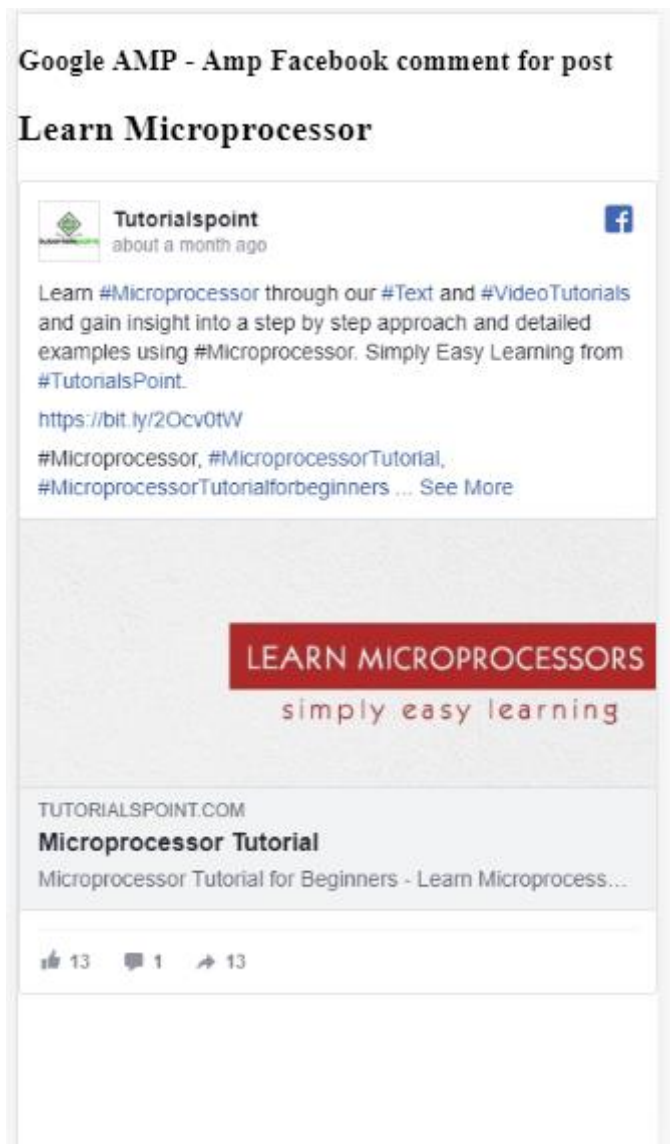 Google AMP - Amp Facebook comment for post
Learn Microprocessor
Tutorialspoint
about a month ago
Learn #Microprocessor through our #Text and #VideoTutorials
and gain insight into a step by step approach and detailed
examples using #Microprocessor. Simply Easy Learning from
#TutorialsPoint.
https://bit.ly/2Ocv0tW
#Microprocessor, #MicroprocessorTutorial,
#MicroprocessorTutorialforbeginners ... See More
LEARN MICROPROCESSORS
simply easy learning
TUTORIALSPOINT.COM
Microprocessor Tutorial
Microprocessor Tutorial for Beginners - Learn Microprocess...
13 1 13